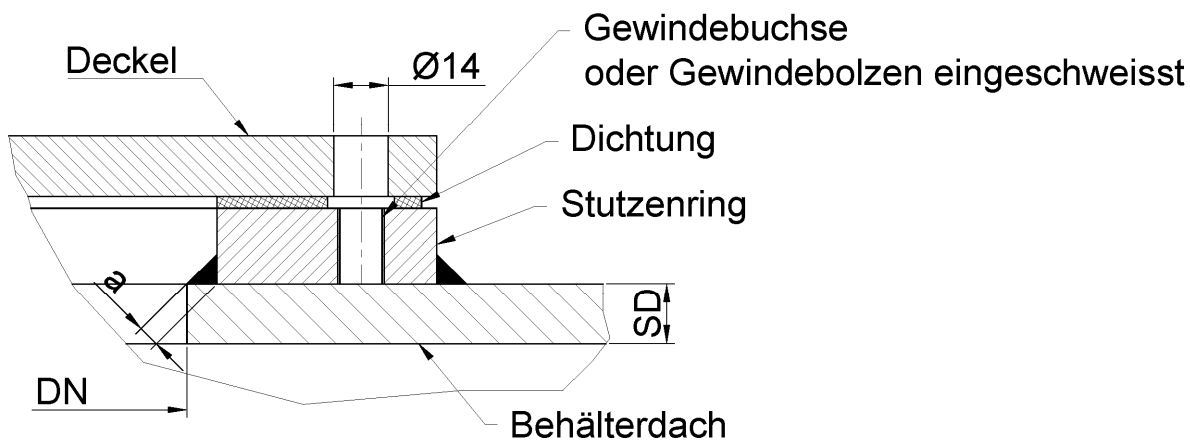 Gewindebuchse
oder Gewindebolzen eingeschweisst
Deckel
Ø14
Dichtung
Stutzenring
a
SD
DN
Behälterdach